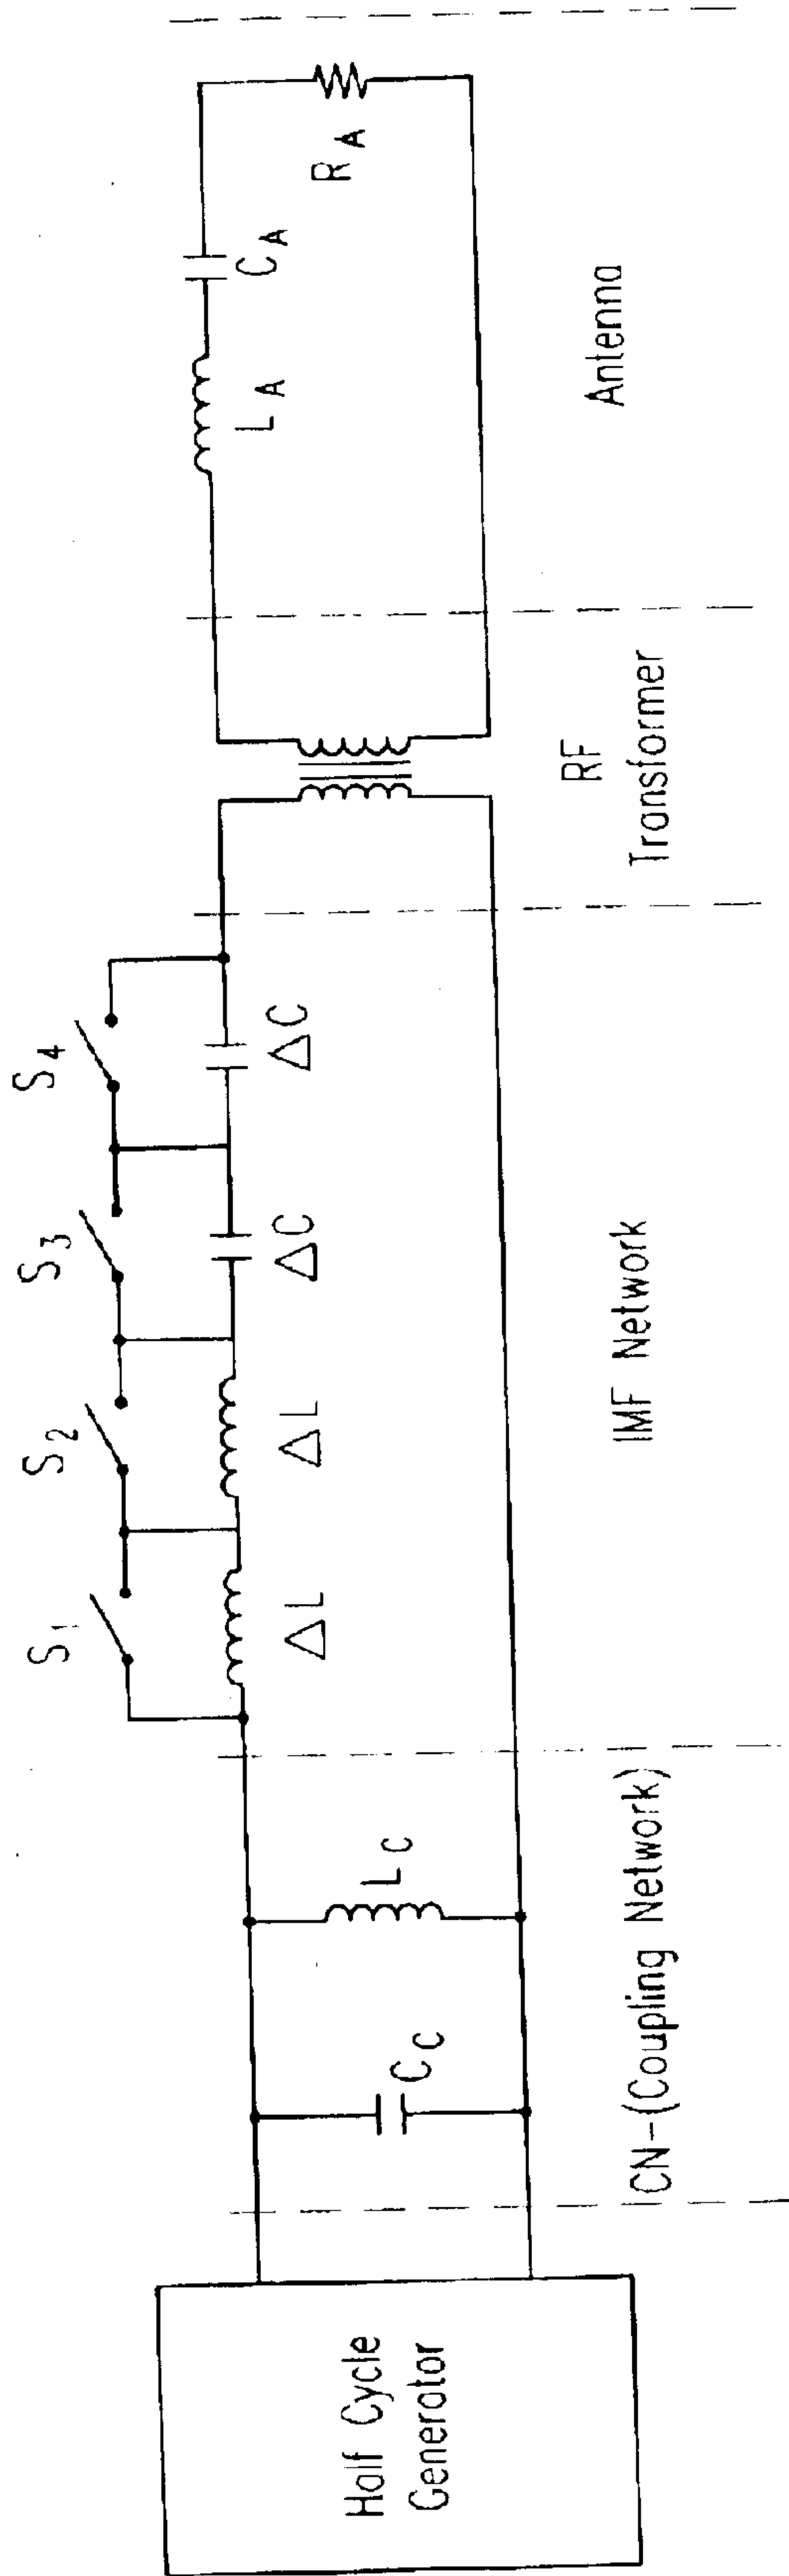 Half Cycle
Generator
C_C
L_C
CN-(Coupling Network)
S_1
S_2
S_3
S_4
ΔL
ΔL
ΔC
ΔC
IMF Network
RF
Transformer
L_A
C_A
R_A
Antenna